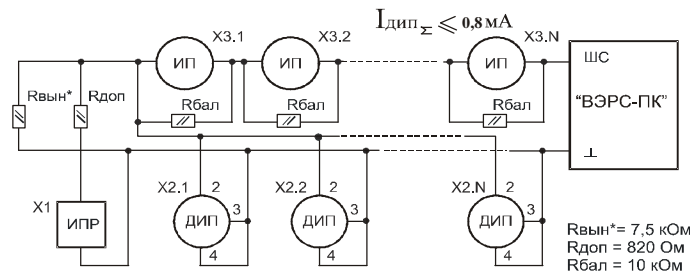 IДИП Σ ⩽ 0,8 мА
X3.1
X3.2
X3.N
ИП
ИП
ИП
ШС
"ВЭРС-ПК"
⊥
Rвын*
Rдоп
Rбал
Rбал
Rбал
X1
ИПР
X2.1
2
ДИП
3
4
X2.2
2
ДИП
3
4
X2.N
2
ДИП
3
4
Rвын*= 7,5 кОм
Rдоп = 820 Ом
Rбал = 10 кОм